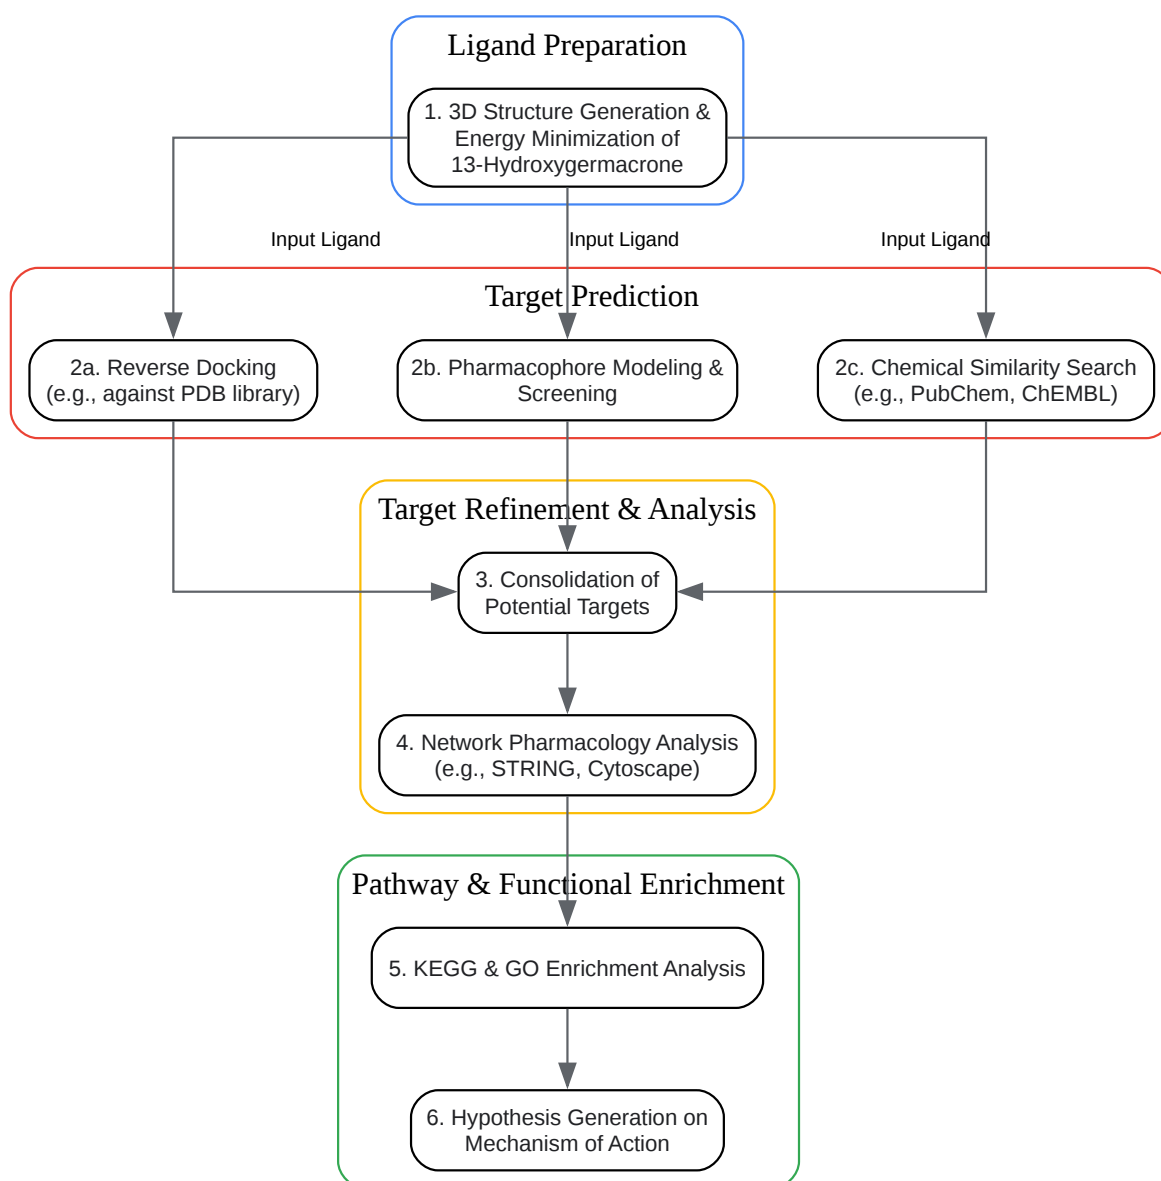 Ligand Preparation
1. 3D Structure Generation &
Energy Minimization of
13-Hydroxygermacrone
Input Ligand
Input Ligand
Input Ligand
Target Prediction
2a. Reverse Docking
(e.g., against PDB library)
2b. Pharmacophore Modeling &
Screening
2c. Chemical Similarity Search
(e.g., PubChem, ChEMBL)
Target Refinement & Analysis
3. Consolidation of
Potential Targets
4. Network Pharmacology Analysis
(e.g., STRING, Cytoscape)
Pathway & Functional Enrichment
5. KEGG & GO Enrichment Analysis
6. Hypothesis Generation on
Mechanism of Action